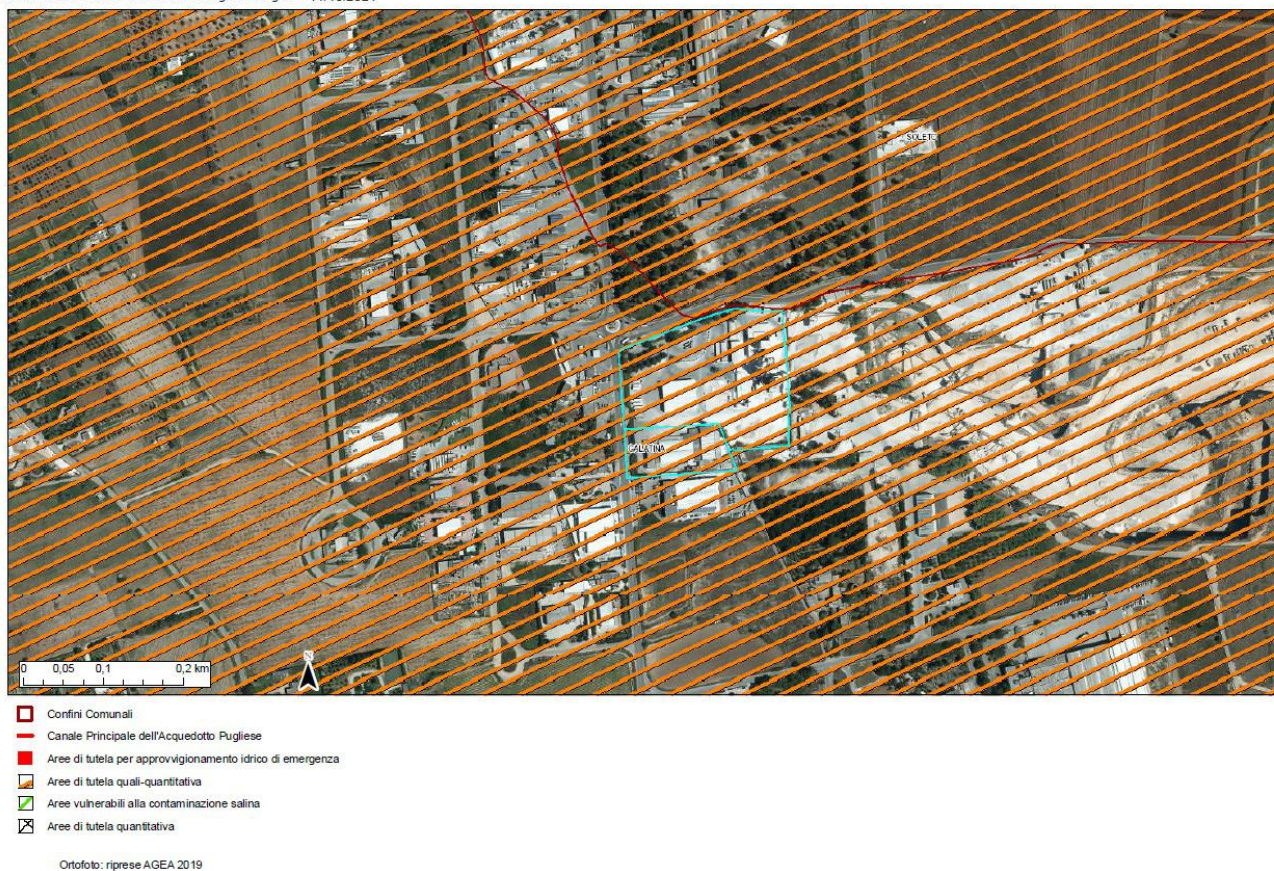 SOLETO
GALATINA
0 0,05 0,1 0,2 km
N
Confini Comunali
Canale Principale dell'Acquedotto Pugliese
Aree di tutela per approvvigionamento idrico di emergenza
Aree di tutela quali-quantitativa
Aree vulnerabili alla contaminazione salina
Aree di tutela quantitativa
Ortofoto: riprese AGEA 2019